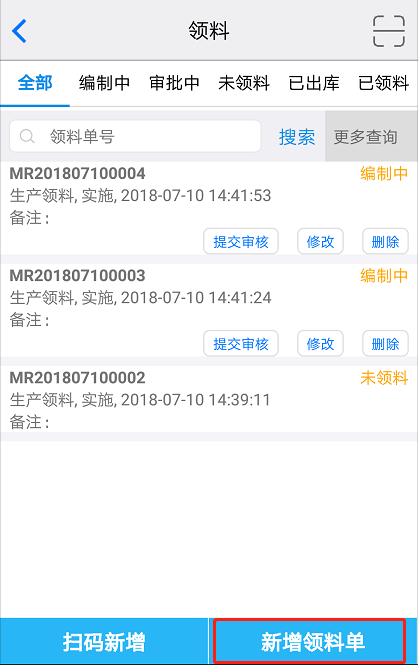 领料
全部 编制中 审批中 未领料 已出库 已领料
领料单号 搜索 更多查询
MR201807100004 编制中
生产领料, 实施, 2018-07-10 14:41:53
备注:
提交审核 修改 删除
MR201807100003 编制中
生产领料, 实施, 2018-07-10 14:41:24
备注:
提交审核 修改 删除
MR201807100002 未领料
生产领料, 实施, 2018-07-10 14:39:11
备注:
扫码新增 新增领料单